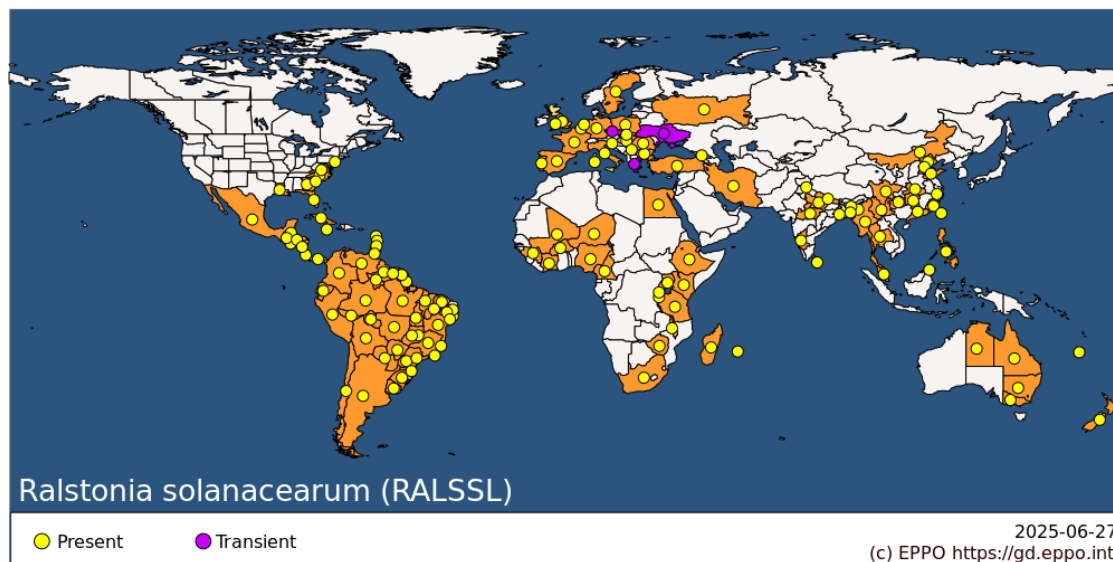 Ralstonia solanacearum (RALSSL)
Present
Transient
2025-06-27
(c) EPPO https://gd.eppo.int